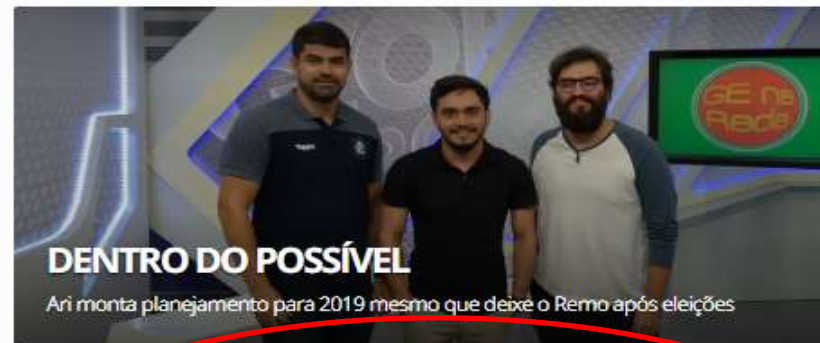 GE na
Rede
DENTRO DO POSSÍVEL
Ari monta planejamento para 2019 mesmo que deixe o Remo após eleições